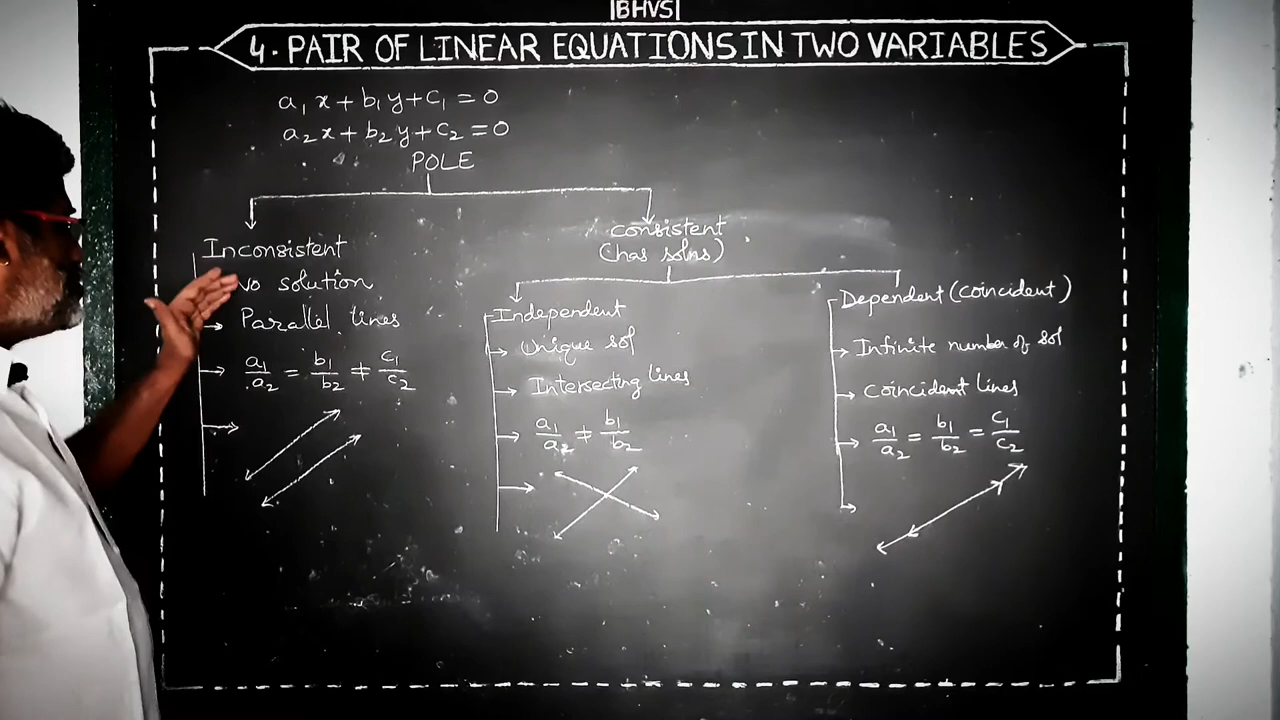 BHVS
4. PAIR OF LINEAR EQUATIONS IN TWO VARIABLES
a₁x + b₁y + c₁ = 0
a₂x + b₂y + c₂ = 0
POLE
Inconsistent
No solution
Parallel lines
a₁/a₂ = b₁/b₂ ≠ c₁/c₂
consistent
(has solns)
Independent
Unique sol
Intersecting lines
a₁/a₂ ≠ b₁/b₂
Dependent (coincident)
Infinite number of sol
Coincident lines
a₁/a₂ = b₁/b₂ = c₁/c₂